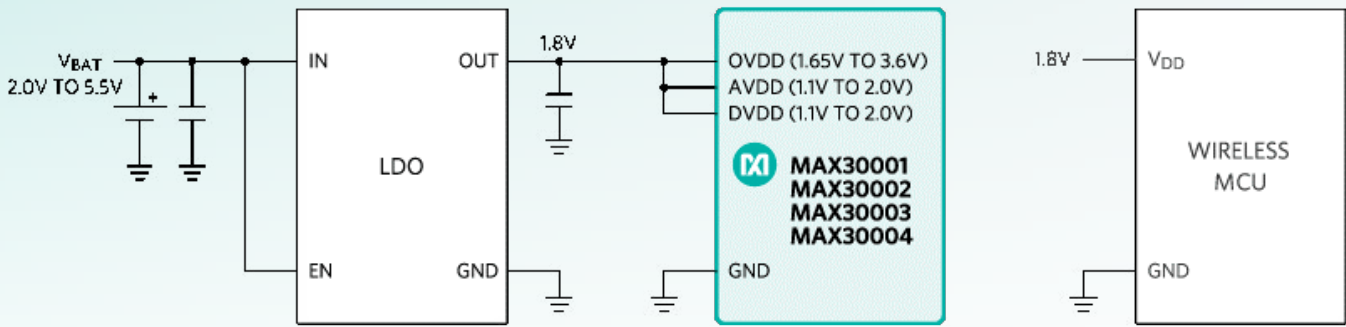 V_BAT
2.0V TO 5.5V
+
IN
OUT
LDO
EN
GND
1.8V
OVDD (1.65V TO 3.6V)
AVDD (1.1V TO 2.0V)
DVDD (1.1V TO 2.0V)
MAX30001
MAX30002
MAX30003
MAX30004
GND
1.8V
V_DD
WIRELESS
MCU
GND